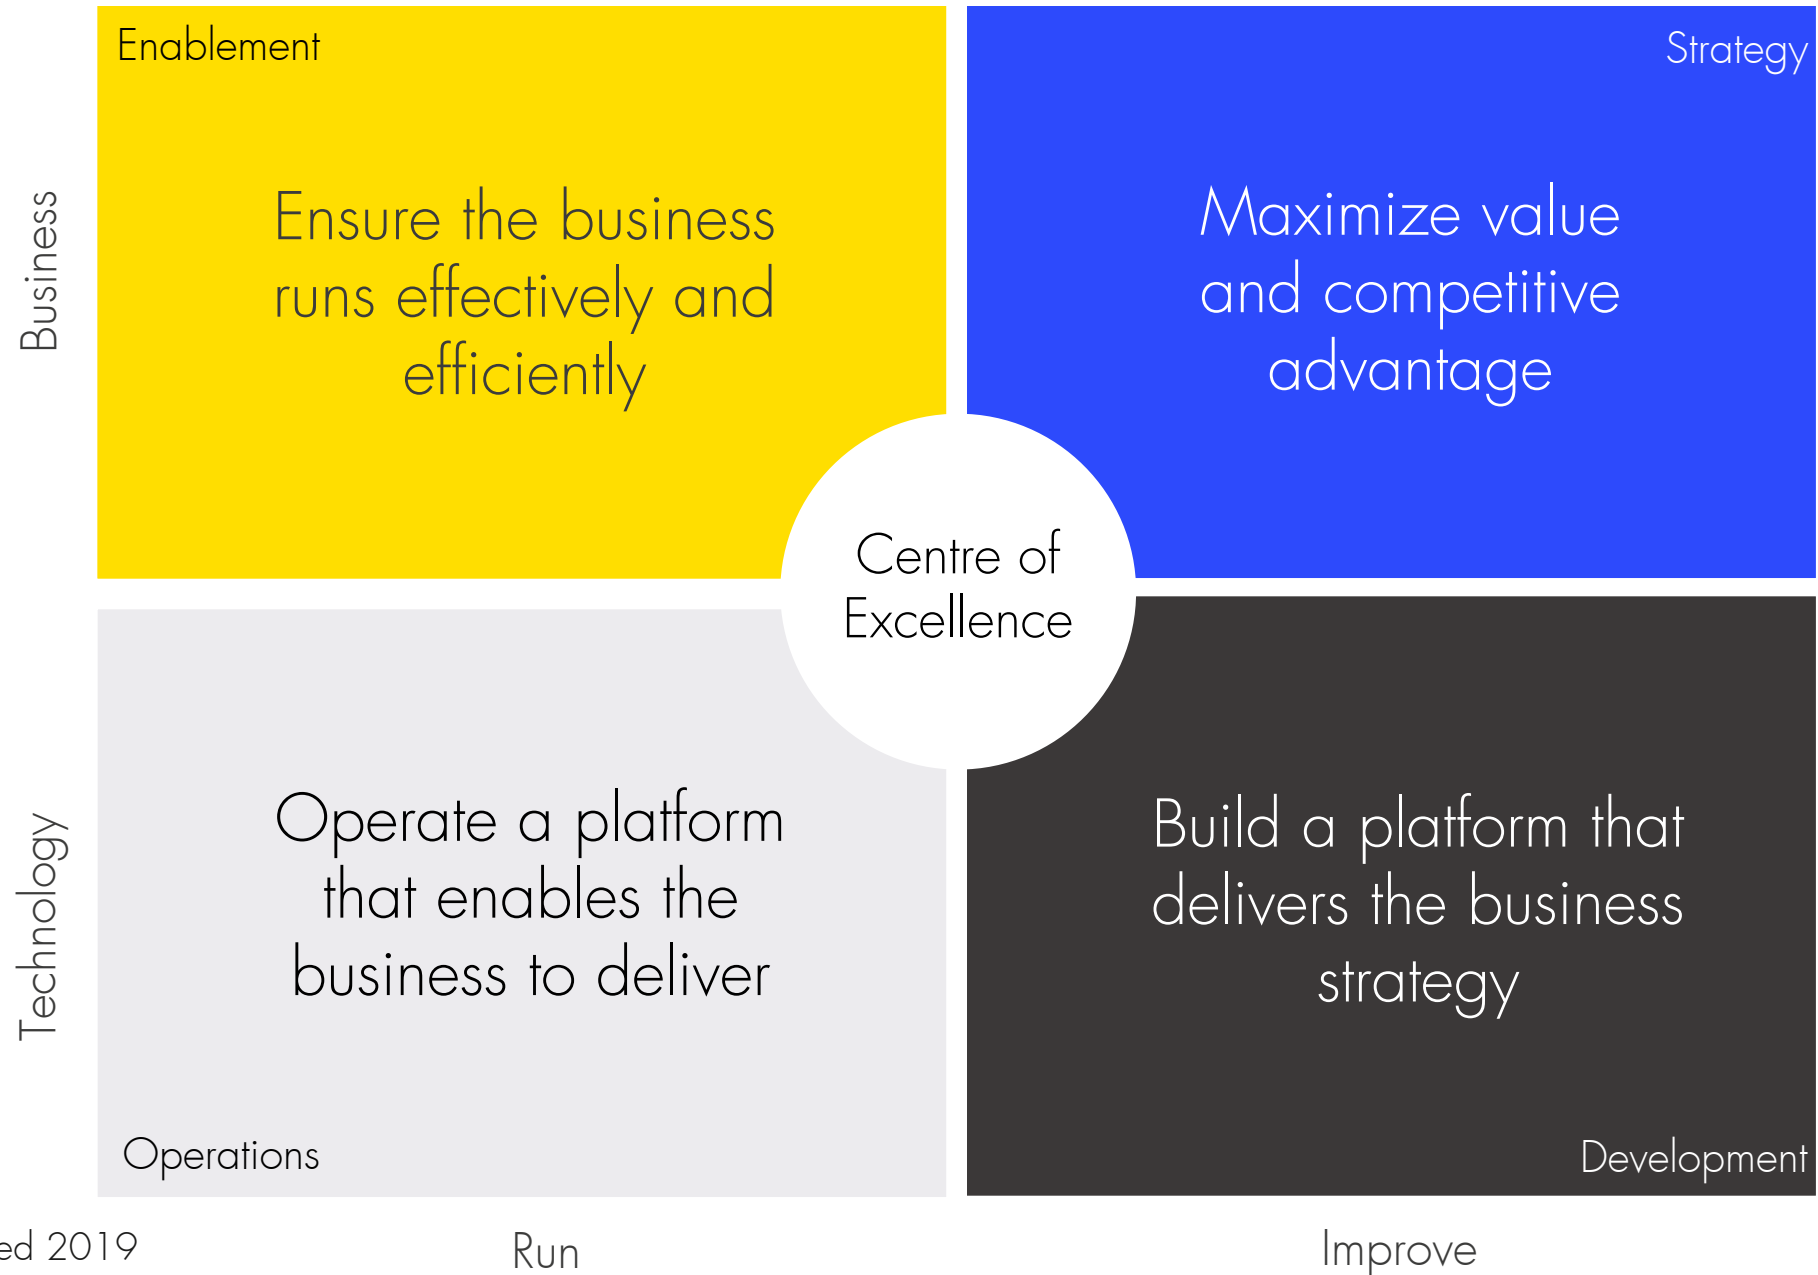 Enablement
Strategy
Business
Ensure the business
runs effectively and
efficiently
Maximize value
and competitive
advantage
Centre of
Excellence
Technology
Operate a platform
that enables the
business to deliver
Build a platform that
delivers the business
strategy
Operations
Development
2019
Run
Improve